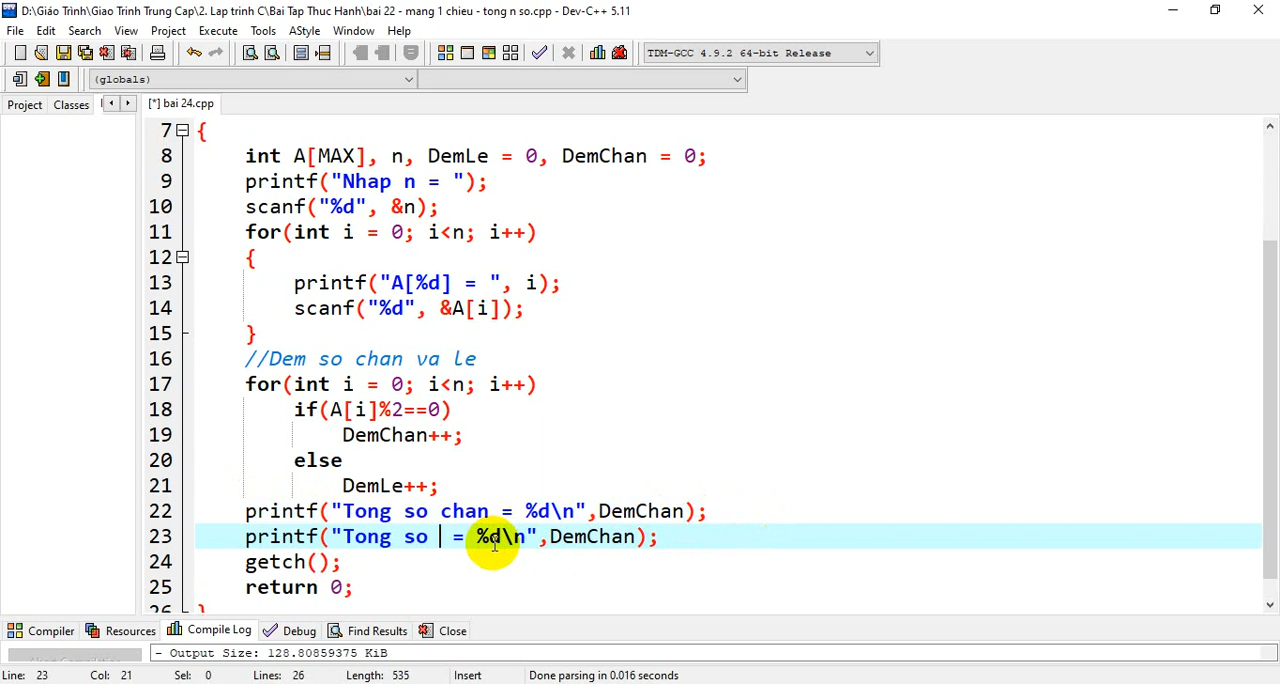 D:\Giáo Trình\Giao Trinh Trung Cap\2. Lap trinh C\Bai Tap Thuc Hanh\bai 22 - mang 1 chieu - tong n so.cpp - Dev-C++ 5.11
File Edit Search View Project Execute Tools AStyle Window Help
TDM-GCC 4.9.2 64-bit Release
(globals)
Project Classes [*] bai 24.cpp
7 {
8 int A[MAX], n, DemLe = 0, DemChan = 0;
9 printf("Nhap n = ");
10 scanf("%d", &n);
11 for(int i = 0; i<n; i++)
12 {
13 printf("A[%d] = ", i);
14 scanf("%d", &A[i]);
15 }
16 //Dem so chan va le
17 for(int i = 0; i<n; i++)
18 if(A[i]%2==0)
19 DemChan++;
20 else
21 DemLe++;
22 printf("Tong so chan = %d\n",DemChan);
23 printf("Tong so = %d\n",DemChan);
24 getch();
25 return 0;
26 }
Compiler Resources Compile Log Debug Find Results Close
- Output Size: 128.80859375 KiB
Line: 23 Col: 21 Sel: 0 Lines: 26 Length: 535 Insert Done parsing in 0.016 seconds